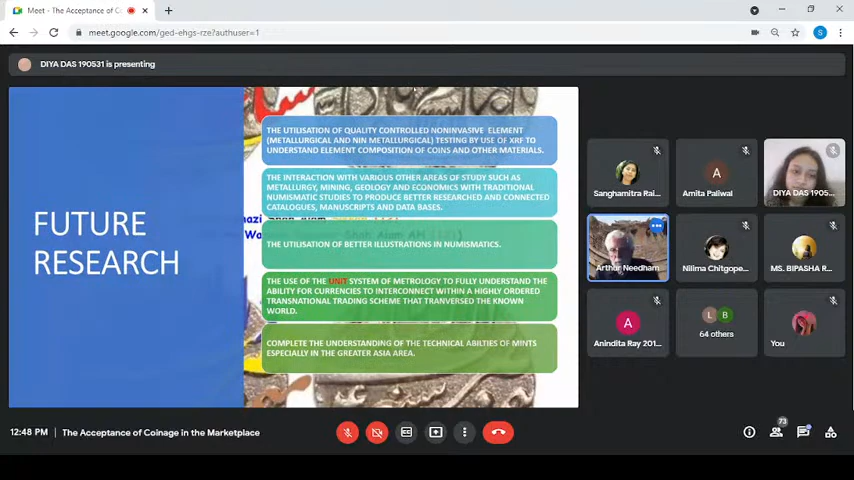 Meet - The Acceptance of C
meet.google.com/ged-ehgs-rze?authuser=1
DIYA DAS 190531 is presenting
FUTURE
RESEARCH
THE UTILISATION OF QUALITY CONTROLLED NONINVASIVE ELEMENT
(METALLURGICAL AND NIN METALLURGICAL) TESTING BY USE OF XRF TO
UNDERSTAND ELEMENT COMPOSITION OF COINS AND OTHER MATERIALS.
THE INTERACTION WITH VARIOUS OTHER AREAS OF STUDY SUCH AS
METALLURGY, MINING, GEOLOGY AND ECONOMICS WITH TRADITIONAL
NUMISMATIC STUDIES TO PRODUCE BETTER RESEARCHED AND CONNECTED
CATALOGUES, MANUSCRIPTS AND DATA BASES.
THE UTILISATION OF BETTER ILLUSTRATIONS IN NUMISMATICS.
THE USE OF THE UNIT SYSTEM OF METROLOGY TO FULLY UNDERSTAND THE
ABILITY FOR CURRENCIES TO INTERCONNECT WITHIN A HIGHLY ORDERED
TRANSNATIONAL TRADING SCHEME THAT TRANVERSED THE KNOWN
WORLD.
COMPLETE THE UNDERSTANDING OF THE TECHNICAL ABILTIES OF MINTS
ESPECIALLY IN THE GREATER ASIA AREA.
Sanghamitra Rai...
A
Amita Paliwal
DIYA DAS 1905...
Arthor Needham
Nilima Chitgope...
MS. BIPASHA R...
A
Anindita Ray 201...
L B
64 others
You
12:48 PM | The Acceptance of Coinage in the Marketplace
73
S